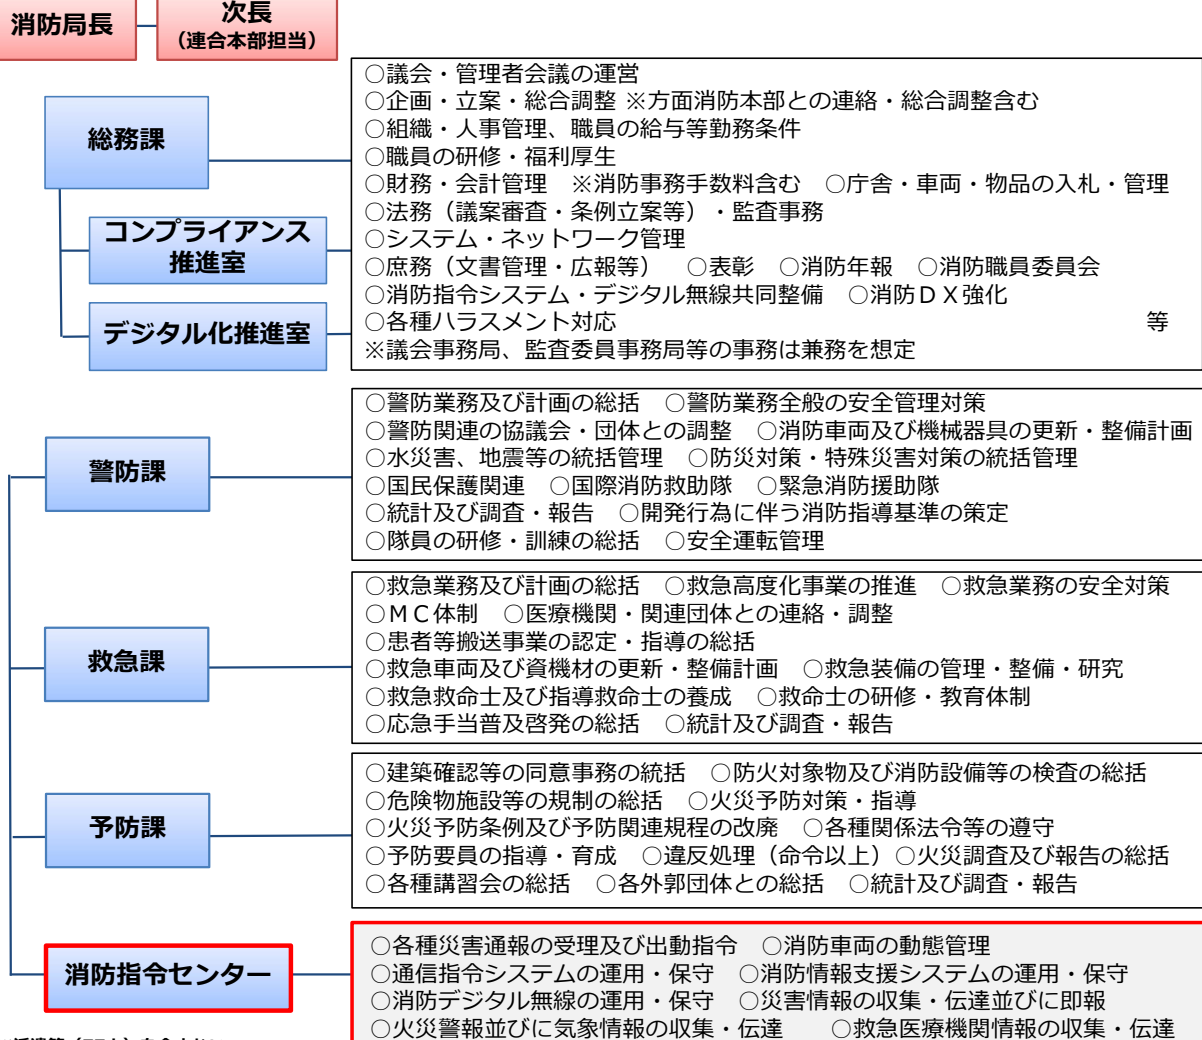 消防局長
次長
(連合本部担当)
総務課
○議会・管理者会議の運営
○企画・立案・総合調整 ※方面消防本部との連絡・総合調整含む
○組織・人事管理、職員の給与等勤務条件
○職員の研修・福利厚生
○財務・会計管理　※消防事務手数料含む　○庁舎・車両・物品の入札・管理
○法務（議案審査・条例立案等）・監査事務
○システム・ネットワーク管理
○庶務（文書管理・広報等）　○表彰　○消防年報　○消防職員委員会
○消防指令システム・デジタル無線共同整備　○消防ＤＸ強化
○各種ハラスメント対応　等
※議会事務局、監査委員事務局等の事務は兼務を想定
コンプライアンス
推進室
デジタル化推進室
警防課
○警防業務及び計画の総括　○警防業務全般の安全管理対策
○警防関連の協議会・団体との調整　○消防車両及び機械器具の更新・整備計画
○水災害、地震等の統括管理　○防災対策・特殊災害対策の統括管理
○国民保護関連　○国際消防救助隊　○緊急消防援助隊
○統計及び調査・報告　○開発行為に伴う消防指導基準の策定
○隊員の研修・訓練の総括　○安全運転管理
救急課
○救急業務及び計画の総括　○救急高度化事業の推進　○救急業務の安全対策
○ＭＣ体制　○医療機関・関連団体との連絡・調整
○患者等搬送事業の認定・指導の総括
○救急車両及び資機材の更新・整備計画　○救急装備の管理・整備・研究
○救急救命士及び指導救命士の養成　○救命士の研修・教育体制
○応急手当普及啓発の総括　○統計及び調査・報告
予防課
○建築確認等の同意事務の統括　○防火対象物及び消防設備等の検査の総括
○危険物施設等の規制の総括　○火災予防対策・指導
○火災予防条例及び予防関連規程の改廃　○各種関係法令等の遵守
○予防要員の指導・育成　○違反処理（命令以上）○火災調査及び報告の総括
○各種講習会の総括　○各外郭団体との総括　○統計及び調査・報告
消防指令センター
○各種災害通報の受理及び出動指令　○消防車両の動態管理
○通信指令システムの運用・保守　○消防情報支援システムの運用・保守
○消防デジタル無線の運用・保守　○災害情報の収集・伝達並びに即報
○火災警報並びに気象情報の収集・伝達　　○救急医療機関情報の収集・伝達